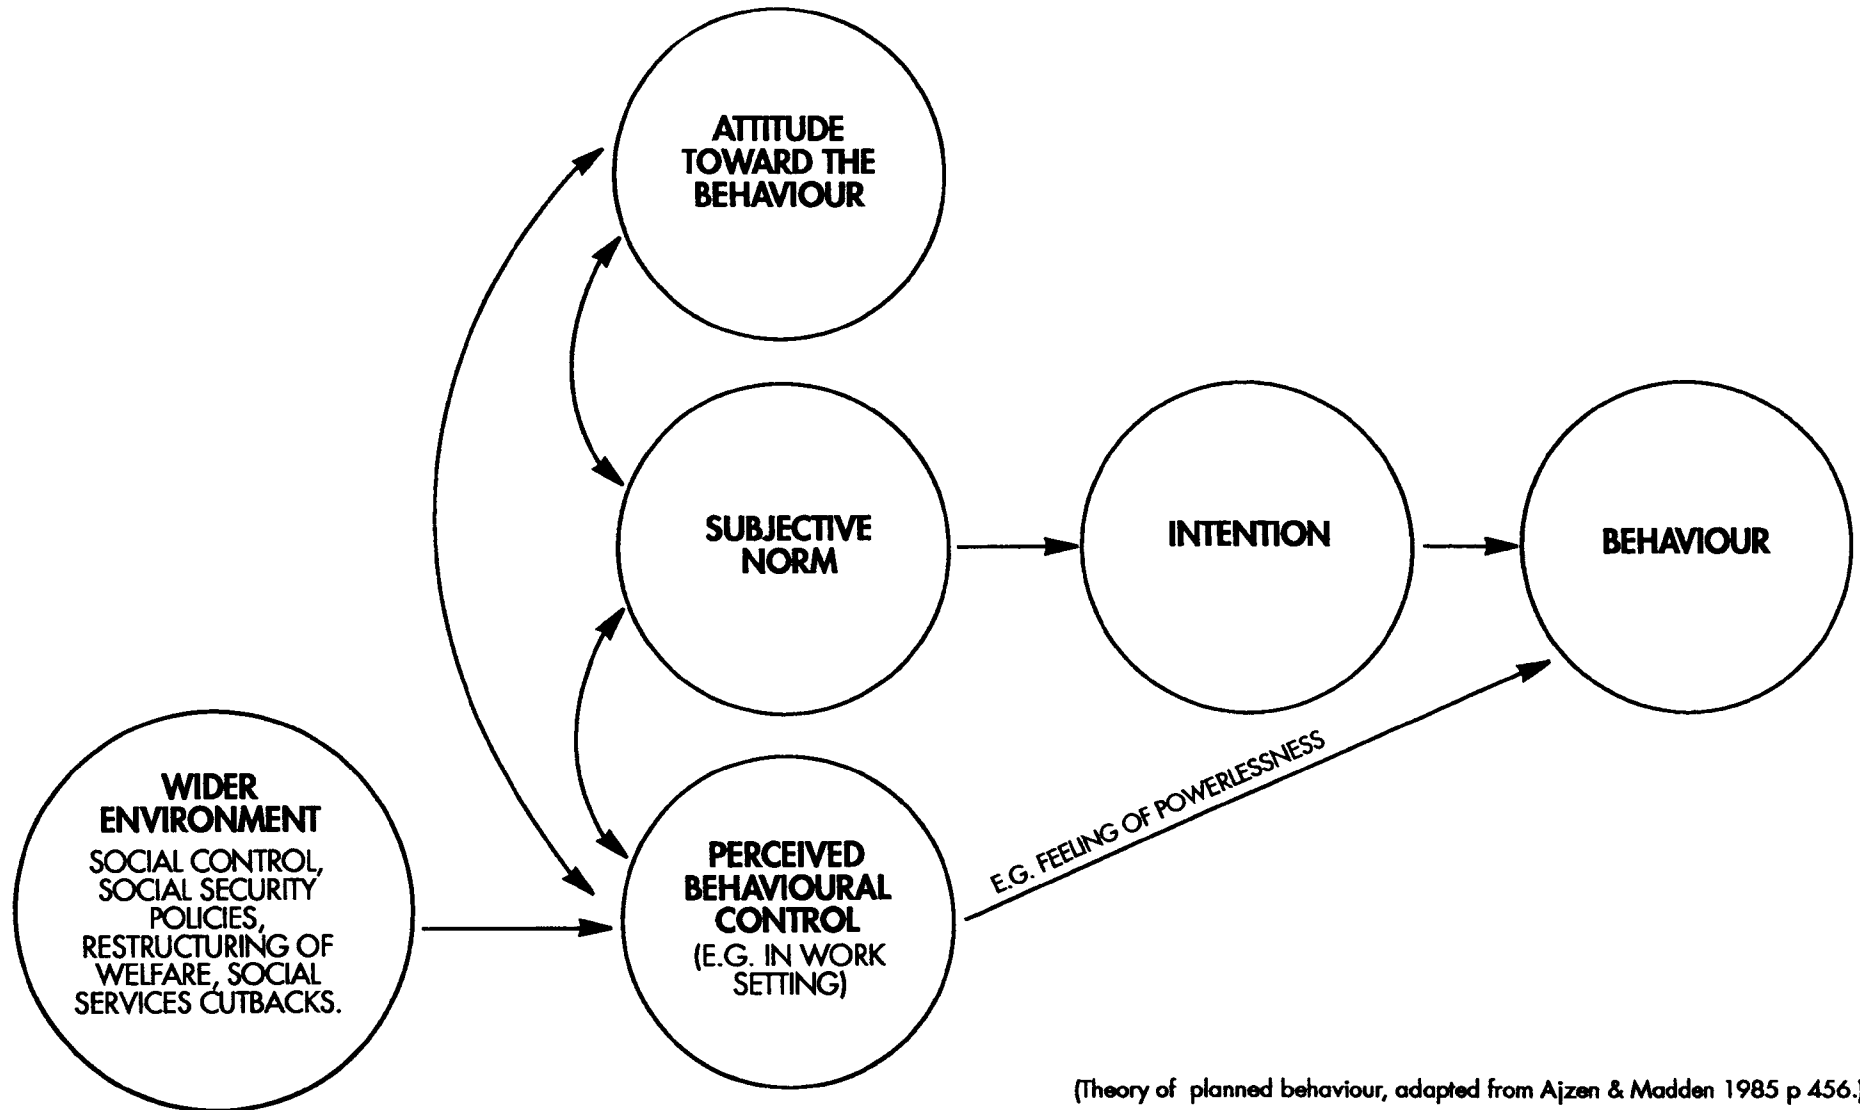 ATTITUDE
TOWARD THE
BEHAVIOUR
SUBJECTIVE
NORM
INTENTION
BEHAVIOUR
WIDER
ENVIRONMENT
SOCIAL CONTROL,
SOCIAL SECURITY
POLICIES,
RESTRUCTURING OF
WELFARE, SOCIAL
SERVICES CUTBACKS.
PERCEIVED
BEHAVIOURAL
CONTROL
(E.G. IN WORK
SETTING)
E.G. FEELING OF POWERLESSNESS
(Theory of planned behaviour, adapted from Ajzen & Madden 1985 p 456.)